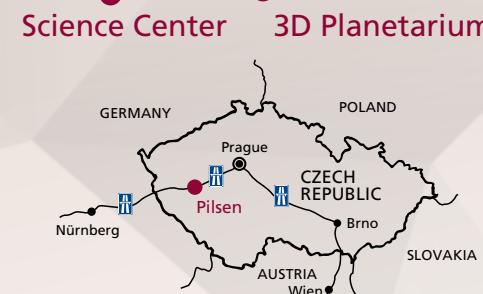 Science Center 3D Planetarium
GERMANY
POLAND
Prague
CZECH
REPUBLIC
Pilsen
Nürnberg
Brno
SLOVAKIA
AUSTRIA
Wien